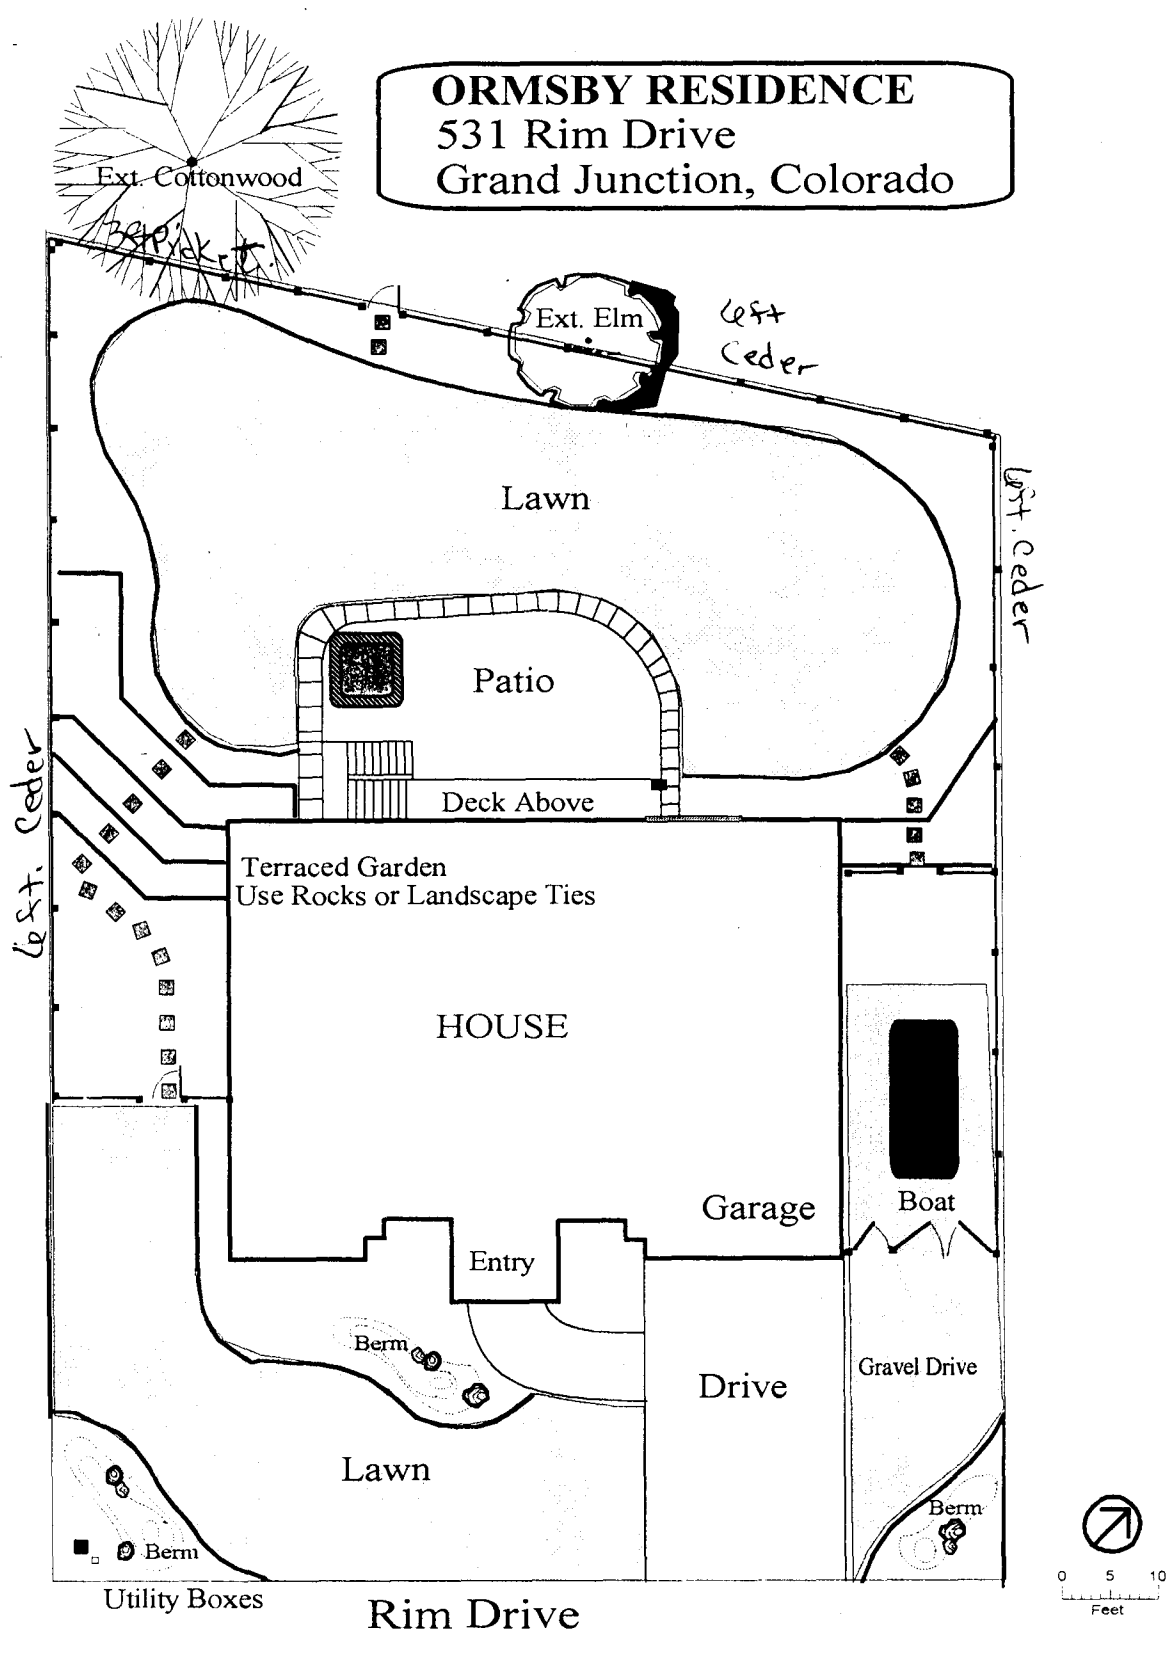 ORMSBY RESIDENCE
531 Rim Drive
Grand Junction, Colorado
Ext. Cottonwood
Picket.
Ext. Elm
Left
Ceder
Lawn
Left. Ceder
Patio
Left. Ceder
Deck Above
Terraced Garden
Use Rocks or Landscape Ties
HOUSE
Garage
Boat
Entry
Berm
Drive
Gravel Drive
Lawn
Berm
Berm
Utility Boxes
Rim Drive
0 5 10
Feet